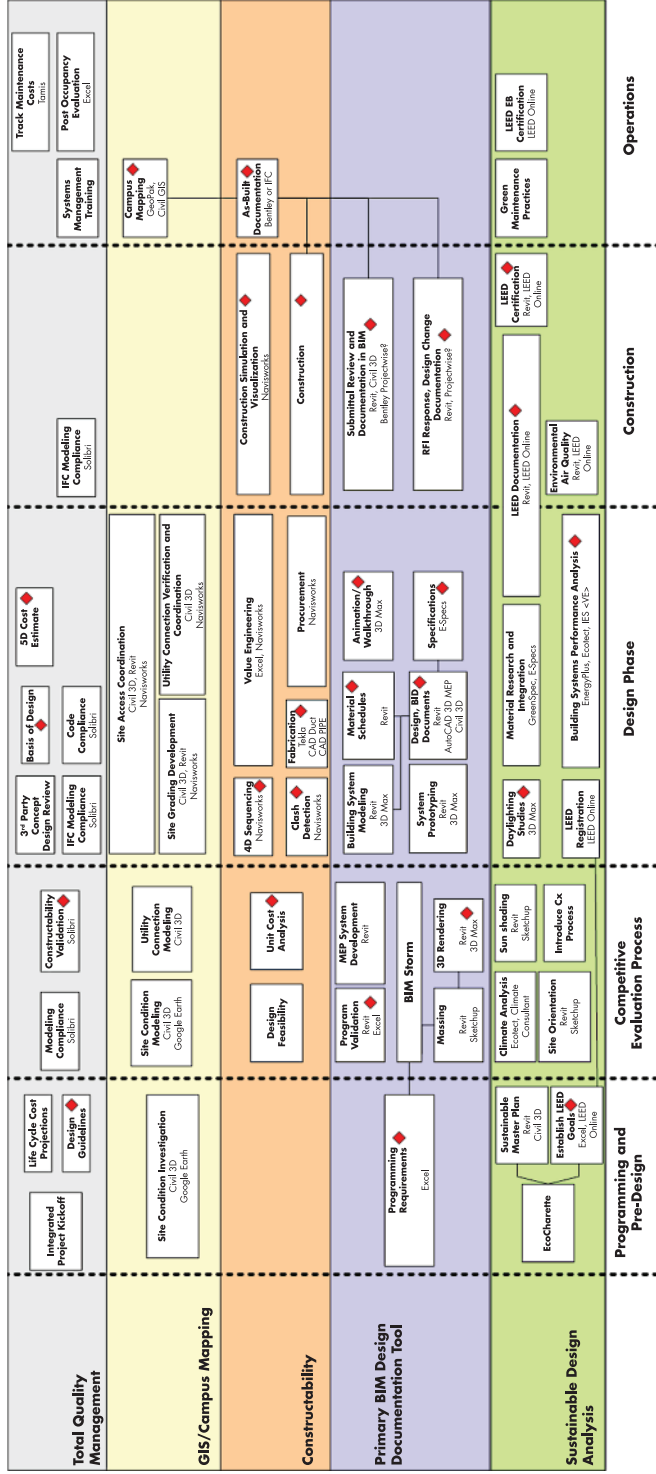 Total Quality
Management
Integrated
Project Kickoff
Life Cycle Cost
Projections
Design
Guidelines
Modeling
Compliance
Solibri
Constructability
Validation
Solibri
3rd Party
Concept
Design Review
IFC Modeling
Compliance
Solibri
Basis of Design
Code
Compliance
Solibri
5D Cost
Estimate
IFC Modeling
Compliance
Solibri
Systems
Management
Training
Track Maintenance
Costs
Tamis
Post Occupancy
Evaluation
Excel
GIS/Campus Mapping
Site Condition Investigation
Civil 3D
Google Earth
Site Condition
Modeling
Civil 3D
Google Earth
Utility
Connection
Modeling
Civil 3D
Site Access Coordination
Civil 3D, Revit
Navisworks
Site Grading Development
Civil 3D, Revit
Navisworks
Utility Connection Verification and
Coordination
Civil 3D
Navisworks
Campus
Mapping
GeoPak,
Civil GIS
Constructability
Design
Feasibility
Unit Cost
Analysis
4D Sequencing
Navisworks
Clash
Detection
Navisworks
Value Engineering
Excel, Navisworks
Fabrication
Tekla
CAD Duct
CAD PIPE
Procurement
Navisworks
Construction Simulation and
Visualization
Navisworks
Construction
As-Built
Documentation
Bentley or IFC
Primary BIM Design
Documentation Tool
Programming
Requirements
Excel
Program
Validation
Revit
Excel
MEP System
Development
Revit
BIM Storm
Massing
Revit
Sketchup
3D Rendering
Revit
3D Max
Building System
Modeling
Revit
3D Max
Material
Schedules
Revit
Animation/
Walkthrough
3D Max
System
Prototyping
Revit
3D Max
Design, BID
Documents
Revit
AutoCAD 3D MEP
Civil 3D
Specifications
E-Specs
Submittal Review and
Documentation in BIM
Revit, Civil 3D
Bentley Projectwise?
RFI Response, Design Change
Documentation
Revit, Projectwise?
Sustainable Design
Analysis
EcoCharette
Sustainable
Master Plan
Revit
Civil 3D
Establish LEED
Goals
Excel, LEED
Online
Climate Analysis
Ecotect, Climate
Consultant
Sun shading
Revit
Sketchup
Site Orientation
Revit
Sketchup
Introduce Cx
Process
Daylighting
Studies
3D Max
LEED
Registration
LEED Online
Material Research and
Integration
GreenSpec, E-Specs
Building Systems Performance Analysis
EnergyPlus, Ecotect, IES <VE>
LEED Documentation
Revit, LEED Online
Environmental
Air Quality
Revit, LEED
Online
LEED
Certification
Revit, LEED
Online
Green
Maintenance
Practices
LEED EB
Certification
LEED Online
Programming and
Pre-Design
Competitive
Evaluation Process
Design Phase
Construction
Operations